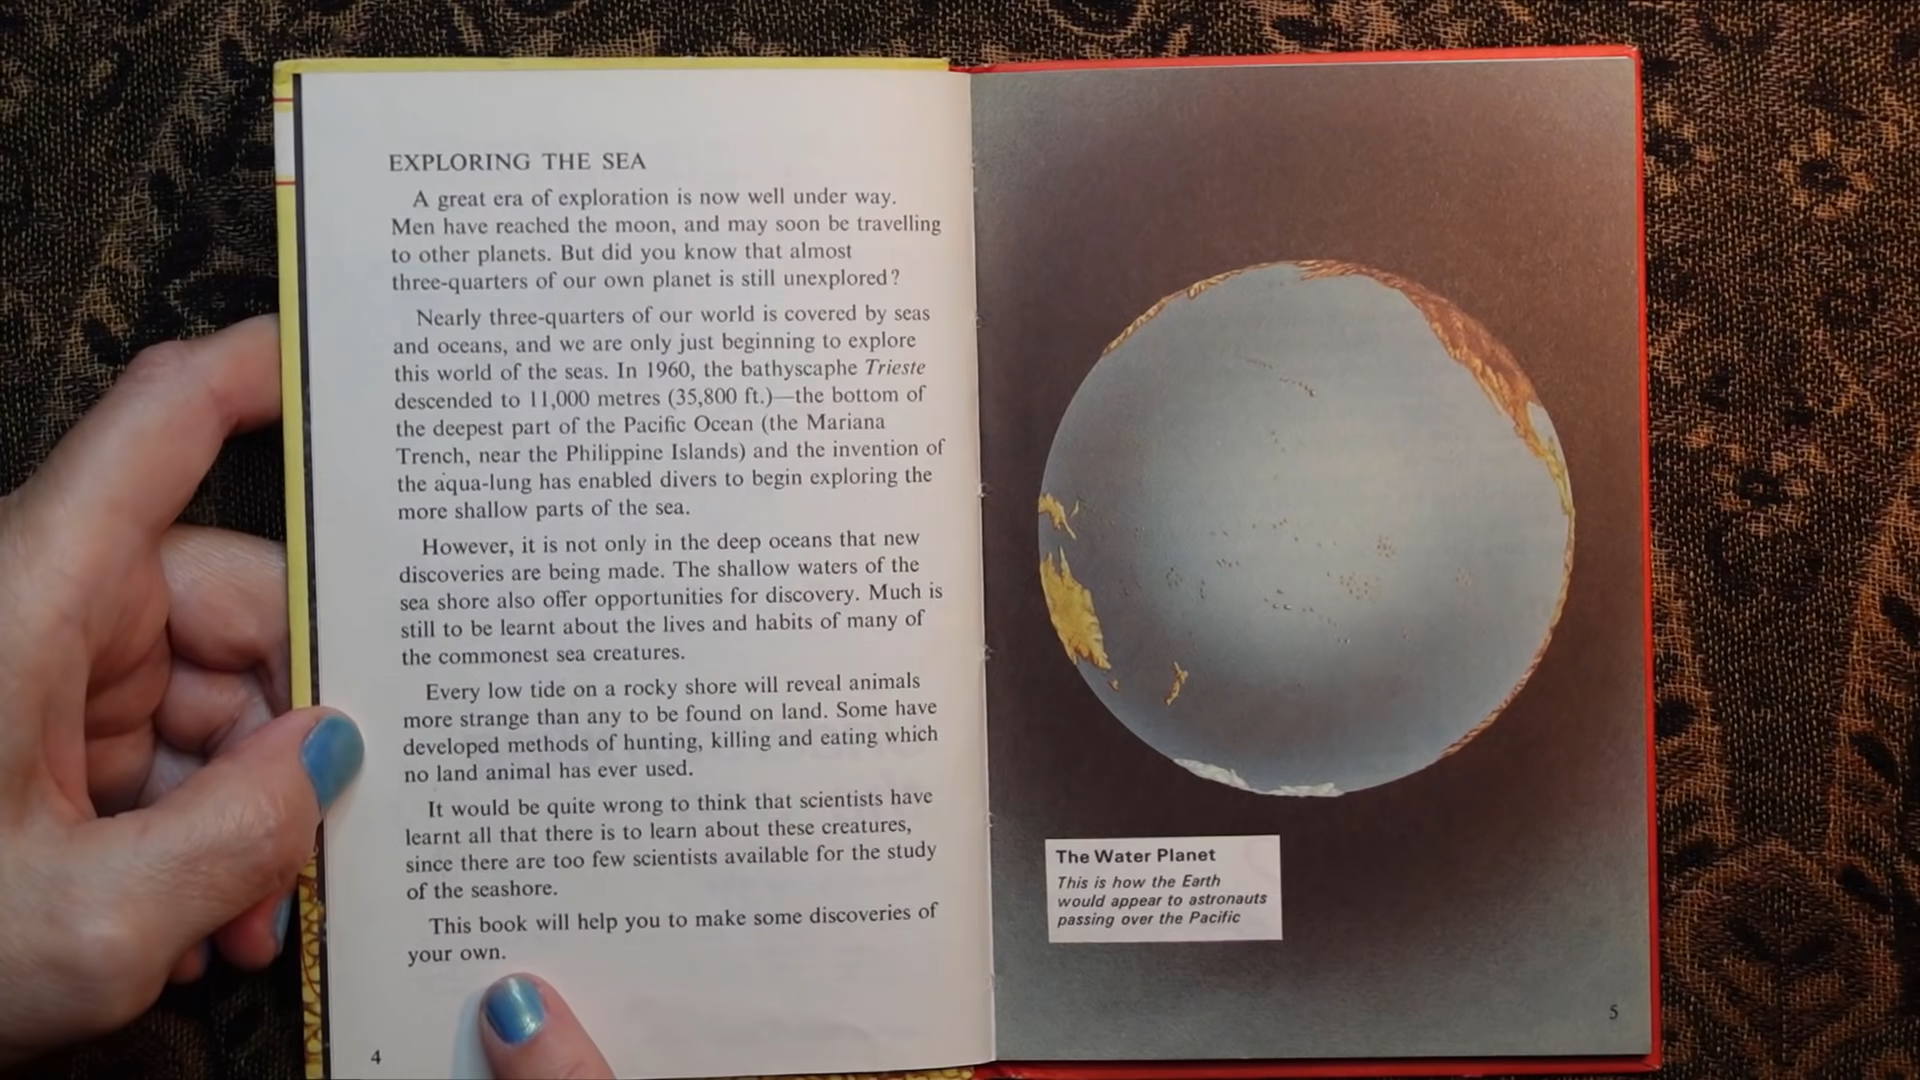 EXPLORING THE SEA
A great era of exploration is now well under way.
Men have reached the moon, and may soon be travelling
to other planets. But did you know that almost
three-quarters of our own planet is still unexplored?
Nearly three-quarters of our world is covered by seas
and oceans, and we are only just beginning to explore
this world of the seas. In 1960, the bathyscaphe Trieste
descended to 11,000 metres (35,800 ft.)—the bottom of
the deepest part of the Pacific Ocean (the Mariana
Trench, near the Philippine Islands) and the invention of
the aqua-lung has enabled divers to begin exploring the
more shallow parts of the sea.
However, it is not only in the deep oceans that new
discoveries are being made. The shallow waters of the
sea shore also offer opportunities for discovery. Much is
still to be learnt about the lives and habits of many of
the commonest sea creatures.
Every low tide on a rocky shore will reveal animals
more strange than any to be found on land. Some have
developed methods of hunting, killing and eating which
no land animal has ever used.
It would be quite wrong to think that scientists have
learnt all that there is to learn about these creatures,
since there are too few scientists available for the study
of the seashore.
This book will help you to make some discoveries of
your own.
4
The Water Planet
This is how the Earth
would appear to astronauts
passing over the Pacific
5